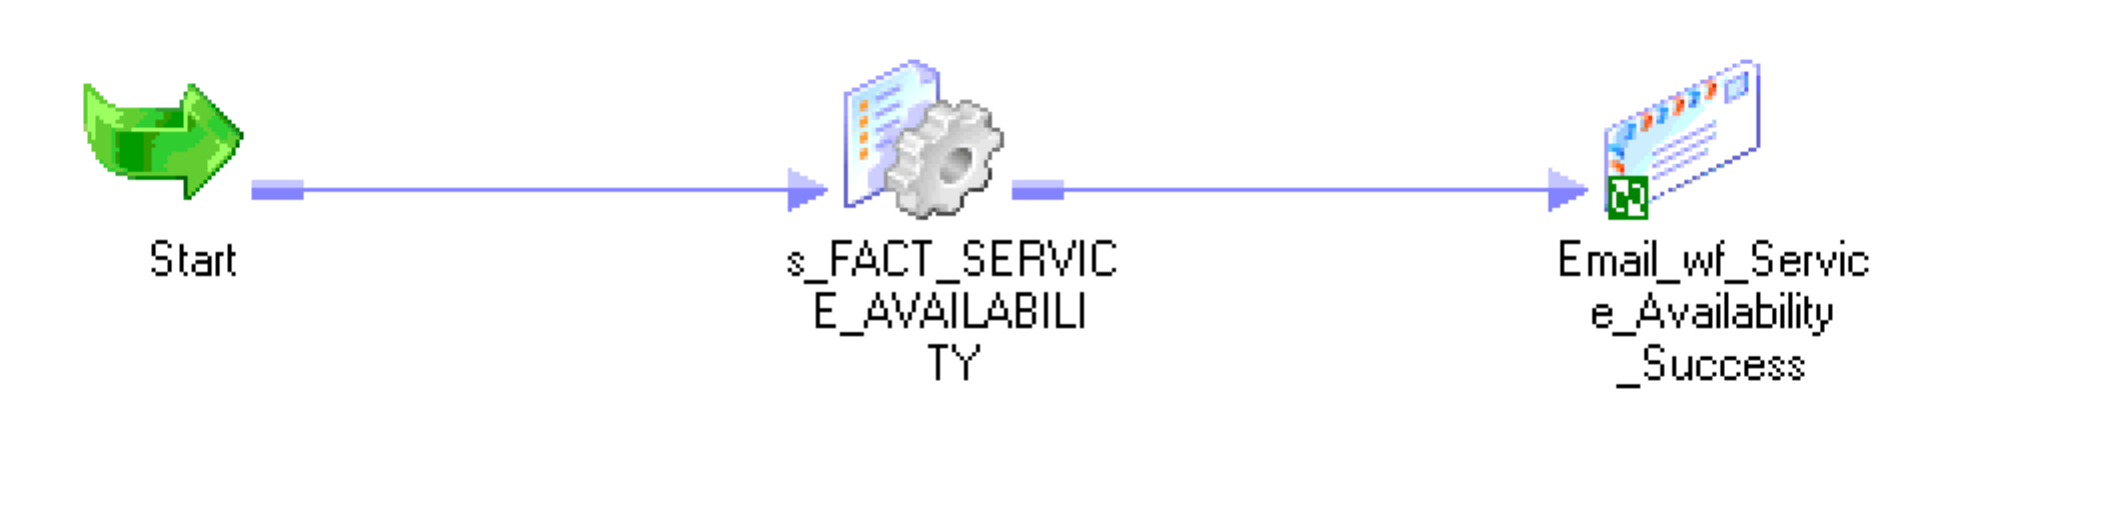 Start
s_FACT_SERVIC
E_AVAILABILI
TY
Email_wf_Servic
e_Availability
_Success